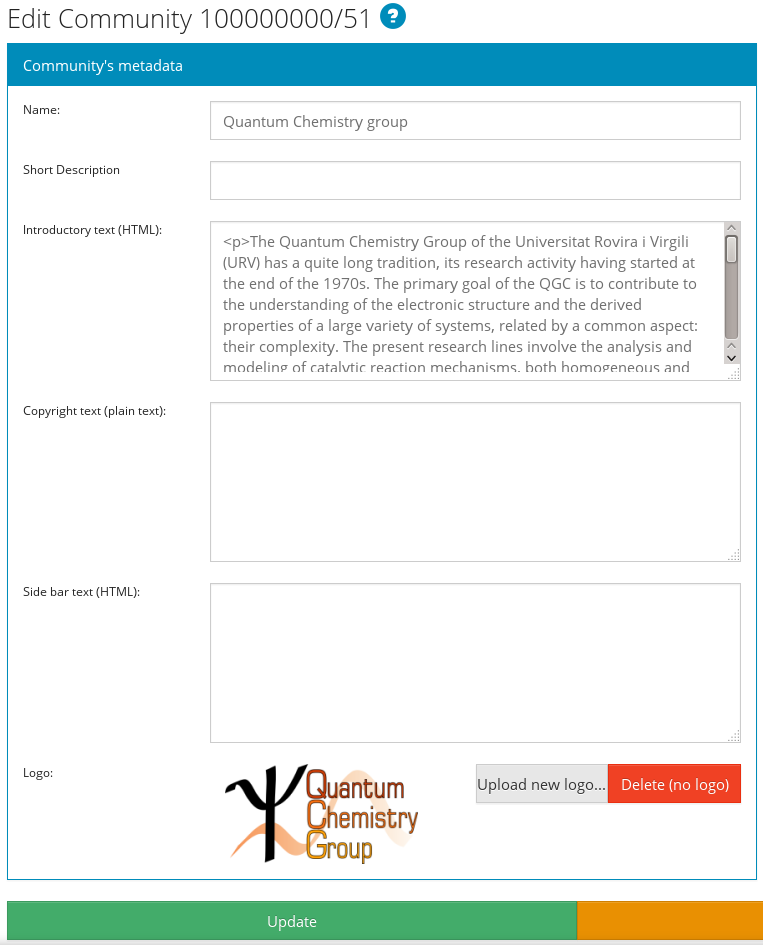 Edit Community 100000000/51 ?
Community's metadata
Name:
Quantum Chemistry group
Short Description
Introductory text (HTML):
<p>The Quantum Chemistry Group of the Universitat Rovira i Virgili
(URV) has a quite long tradition, its research activity having started at
the end of the 1970s. The primary goal of the QGC is to contribute to
the understanding of the electronic structure and the derived
properties of a large variety of systems, related by a common aspect:
their complexity. The present research lines involve the analysis and
modeling of catalytic reaction mechanisms, both homogeneous and
Copyright text (plain text):
Side bar text (HTML):
Logo:
Quantum
Chemistry
Group
Upload new logo...
Delete (no logo)
Update